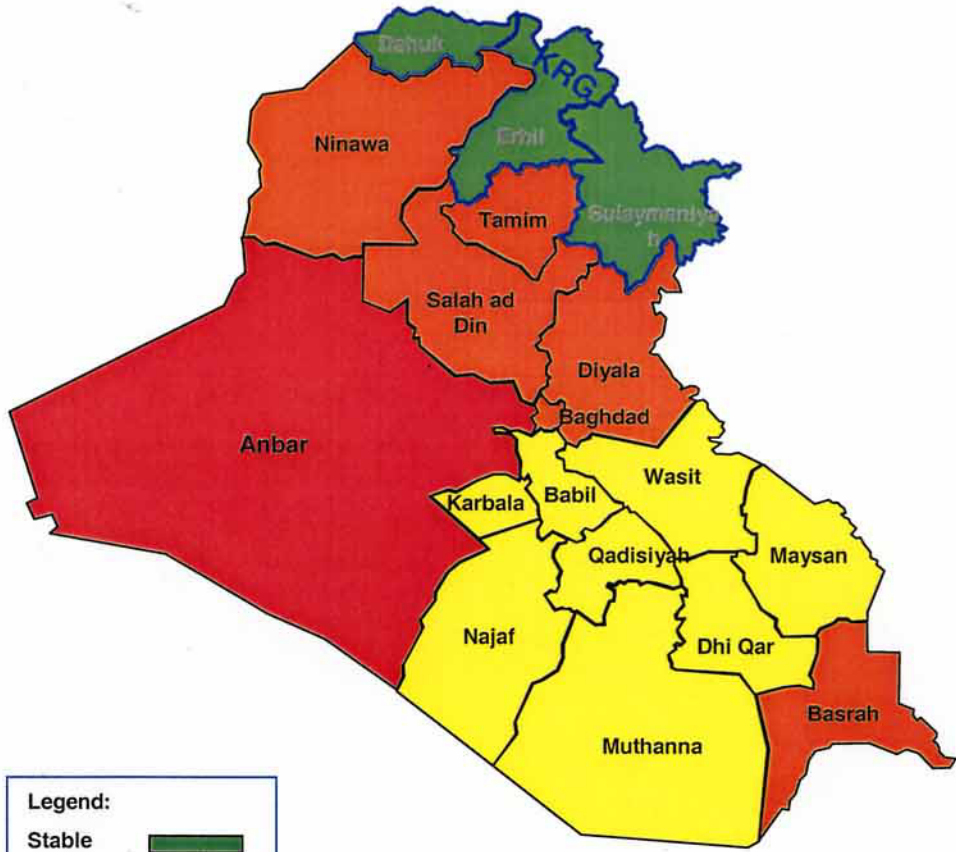 Dahuk
KRG
Ninawa
Erbil
Tamim
Sulaymaniya
h
Salah ad
Din
Diyala
Baghdad
Anbar
Wasit
Karbala
Babil
Qadisiyah
Maysan
Najaf
Dhi Qar
Basrah
Muthanna
Legend:
Stable